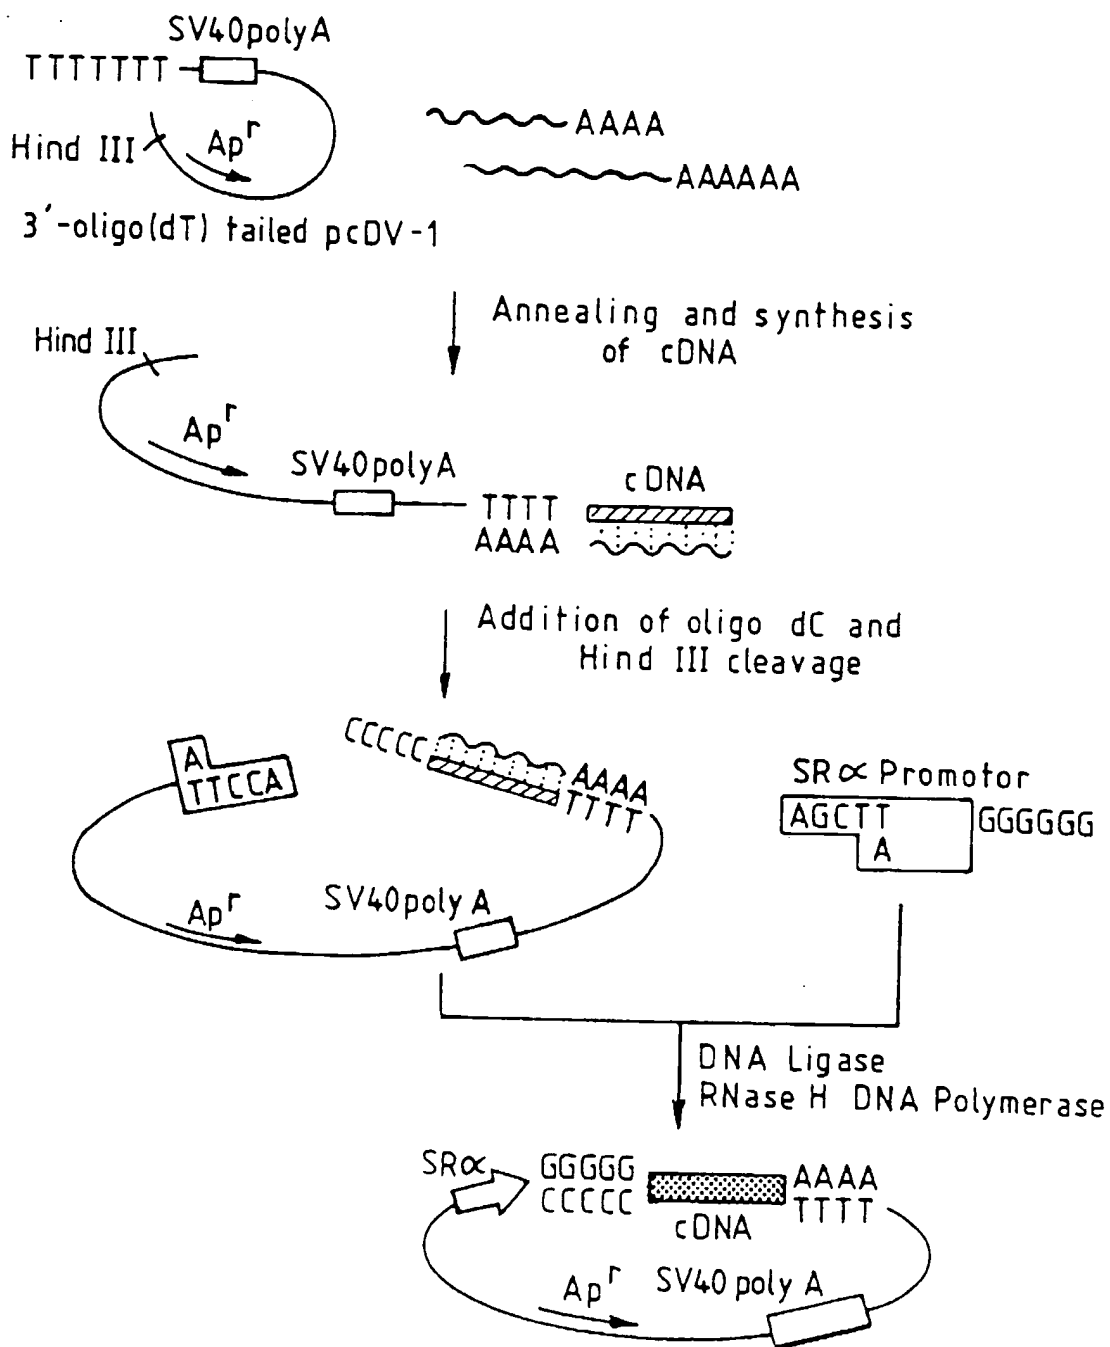 SV40polyA
TTTTTTT
Hind III
Ap r
AAAA
AAAAAA
3'-oligo(dT) tailed pcDV-1
Annealing and synthesis
of cDNA
Hind III
Ap r
SV40polyA
cDNA
TTTT
AAAA
Addition of oligo dC and
Hind III cleavage
CCCCC
A
TTCCA
AAAA
TTTT
SRα Promotor
AGCTT
GGGGGG
A
Ap r
SV40poly A
DNA Ligase
RNase H DNA Polymerase
SRα
GGGGG
CCCCC
AAAA
TTTT
cDNA
Ap r
SV40 poly A